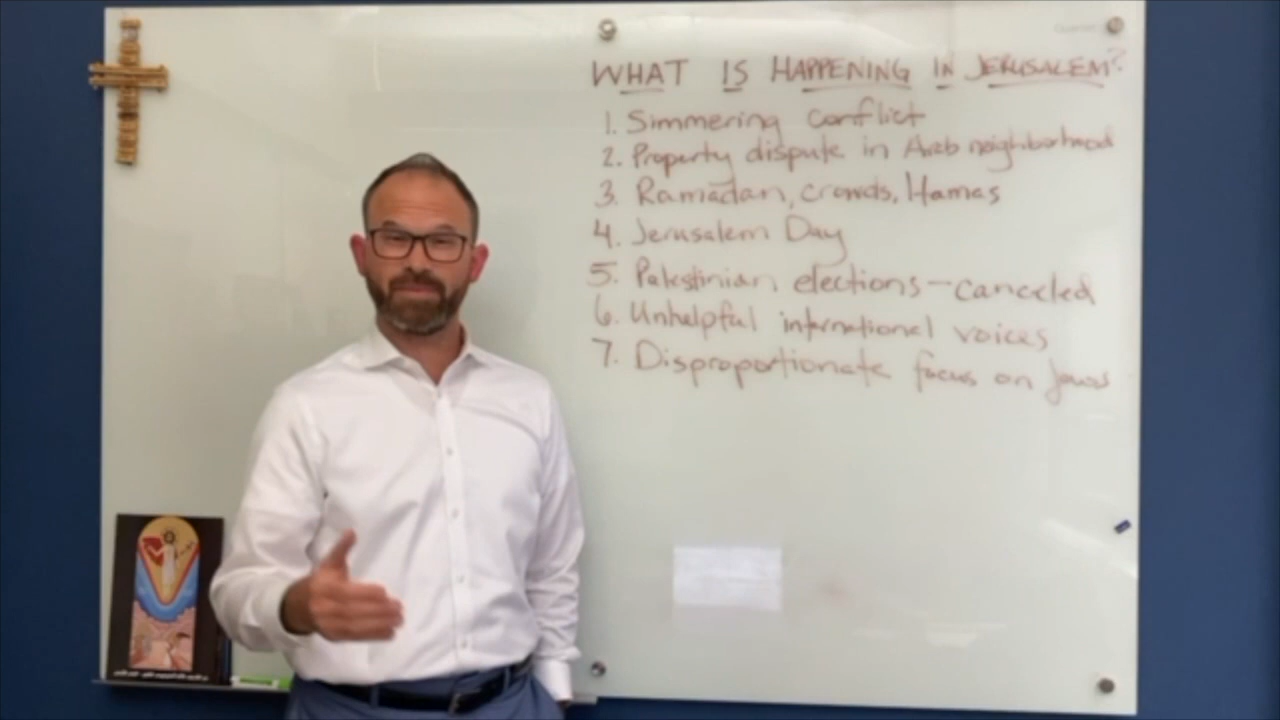 WHAT IS HAPPENING IN JERUSALEM?
1. Simmering conflict
2. Property dispute in Arab neighborhood
3. Ramadan, crowds, Hamas
4. Jerusalem Day
5. Palestinian elections - canceled
6. Unhelpful international voices
7. Disproportionate focus on Jews